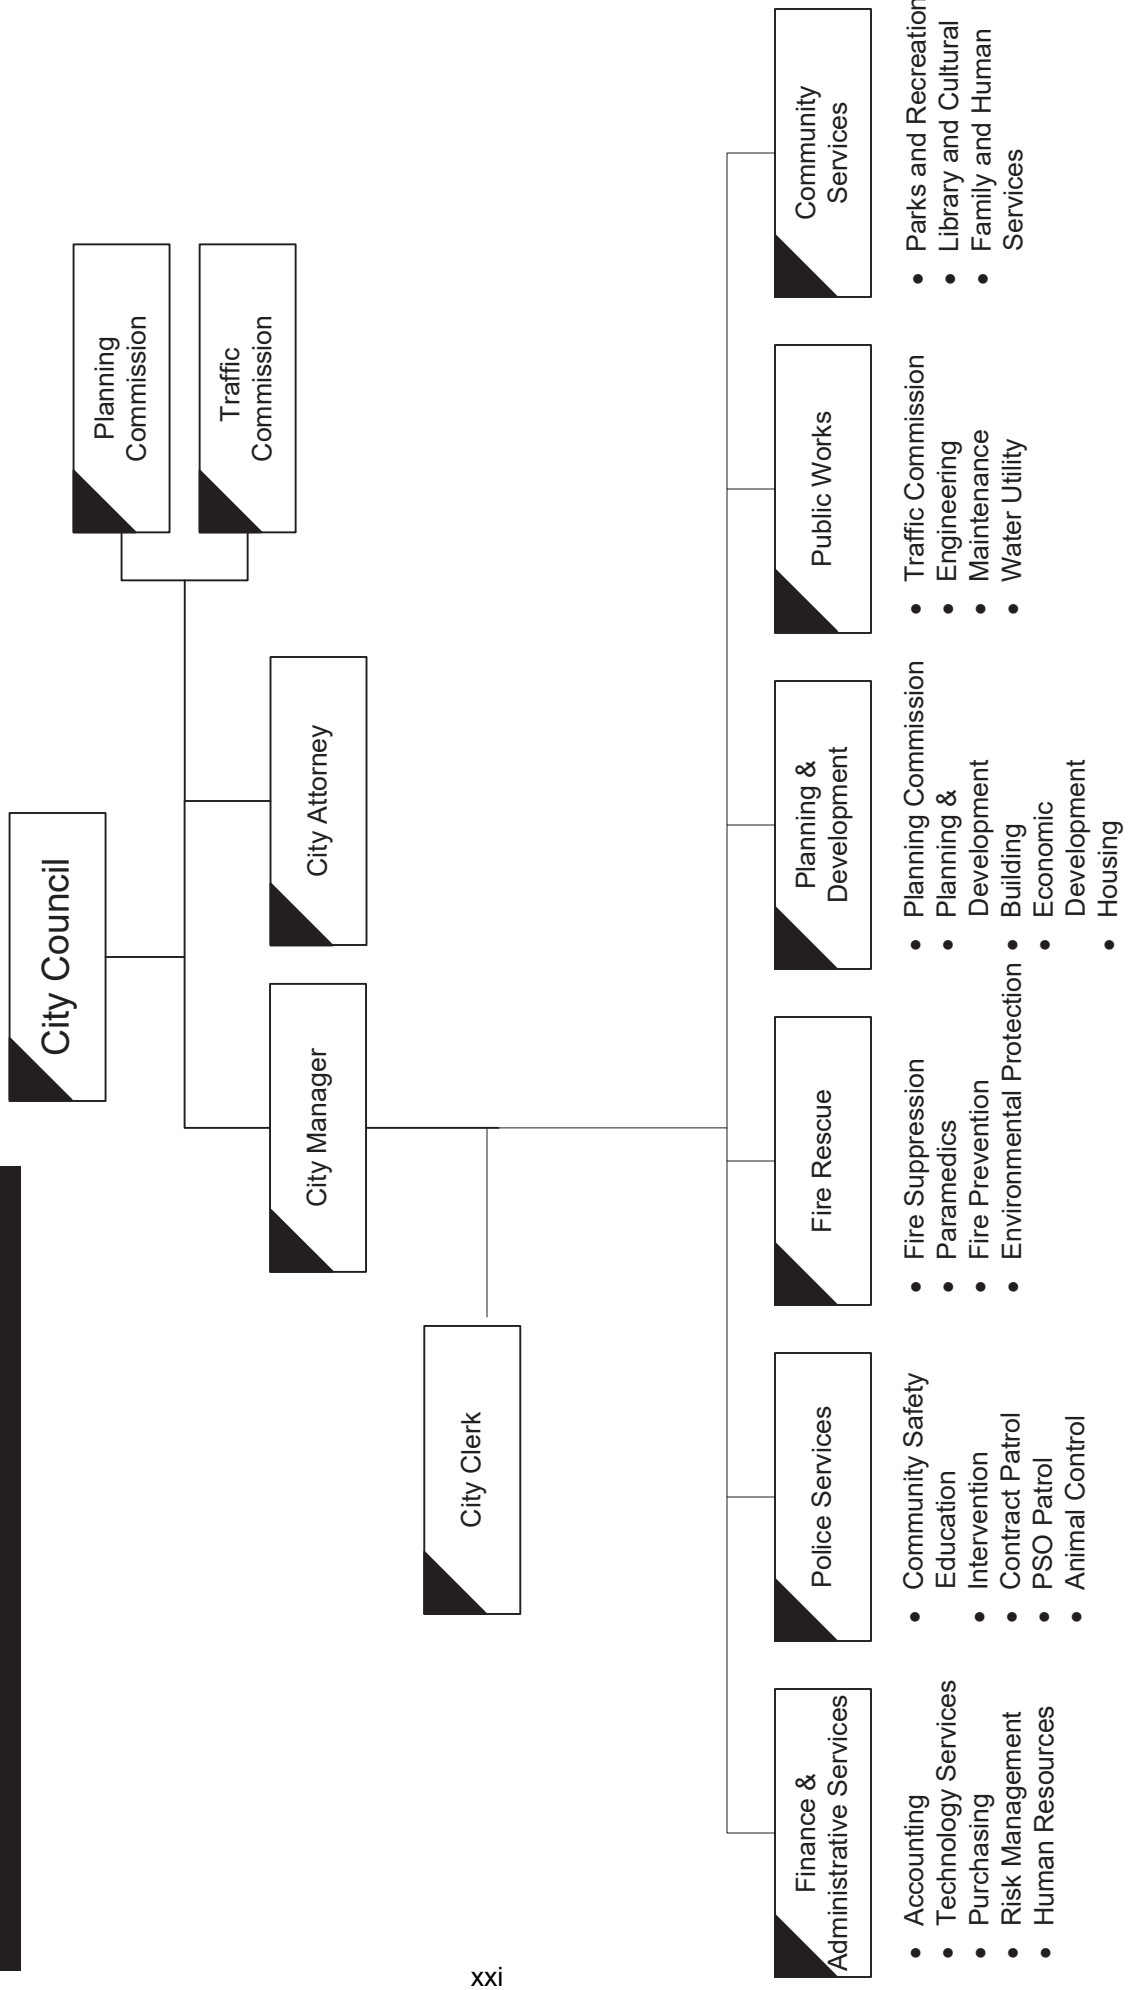 City Council
Planning
Commission
Traffic
Commission
City Manager
City Attorney
City Clerk
Finance &
Administrative Services
Police Services
Fire Rescue
Planning &
Development
Public Works
Community
Services
• Accounting
• Technology Services
• Purchasing
• Risk Management
• Human Resources
• Community Safety
Education
• Intervention
• Contract Patrol
• PSO Patrol
• Animal Control
• Fire Suppression
• Paramedics
• Fire Prevention
• Environmental Protection
• Planning Commission
• Planning &
Development
• Building
• Economic
Development
• Housing
• Traffic Commission
• Engineering
• Maintenance
• Water Utility
• Parks and Recreation
• Library and Cultural
• Family and Human
Services
xxi